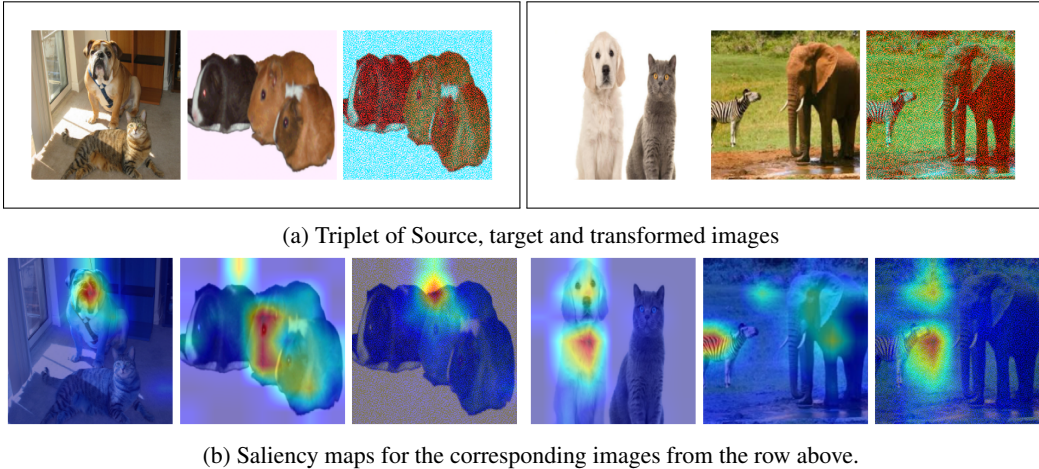 (a) Triplet of Source, target and transformed images
(b) Saliency maps for the corresponding images from the row above.